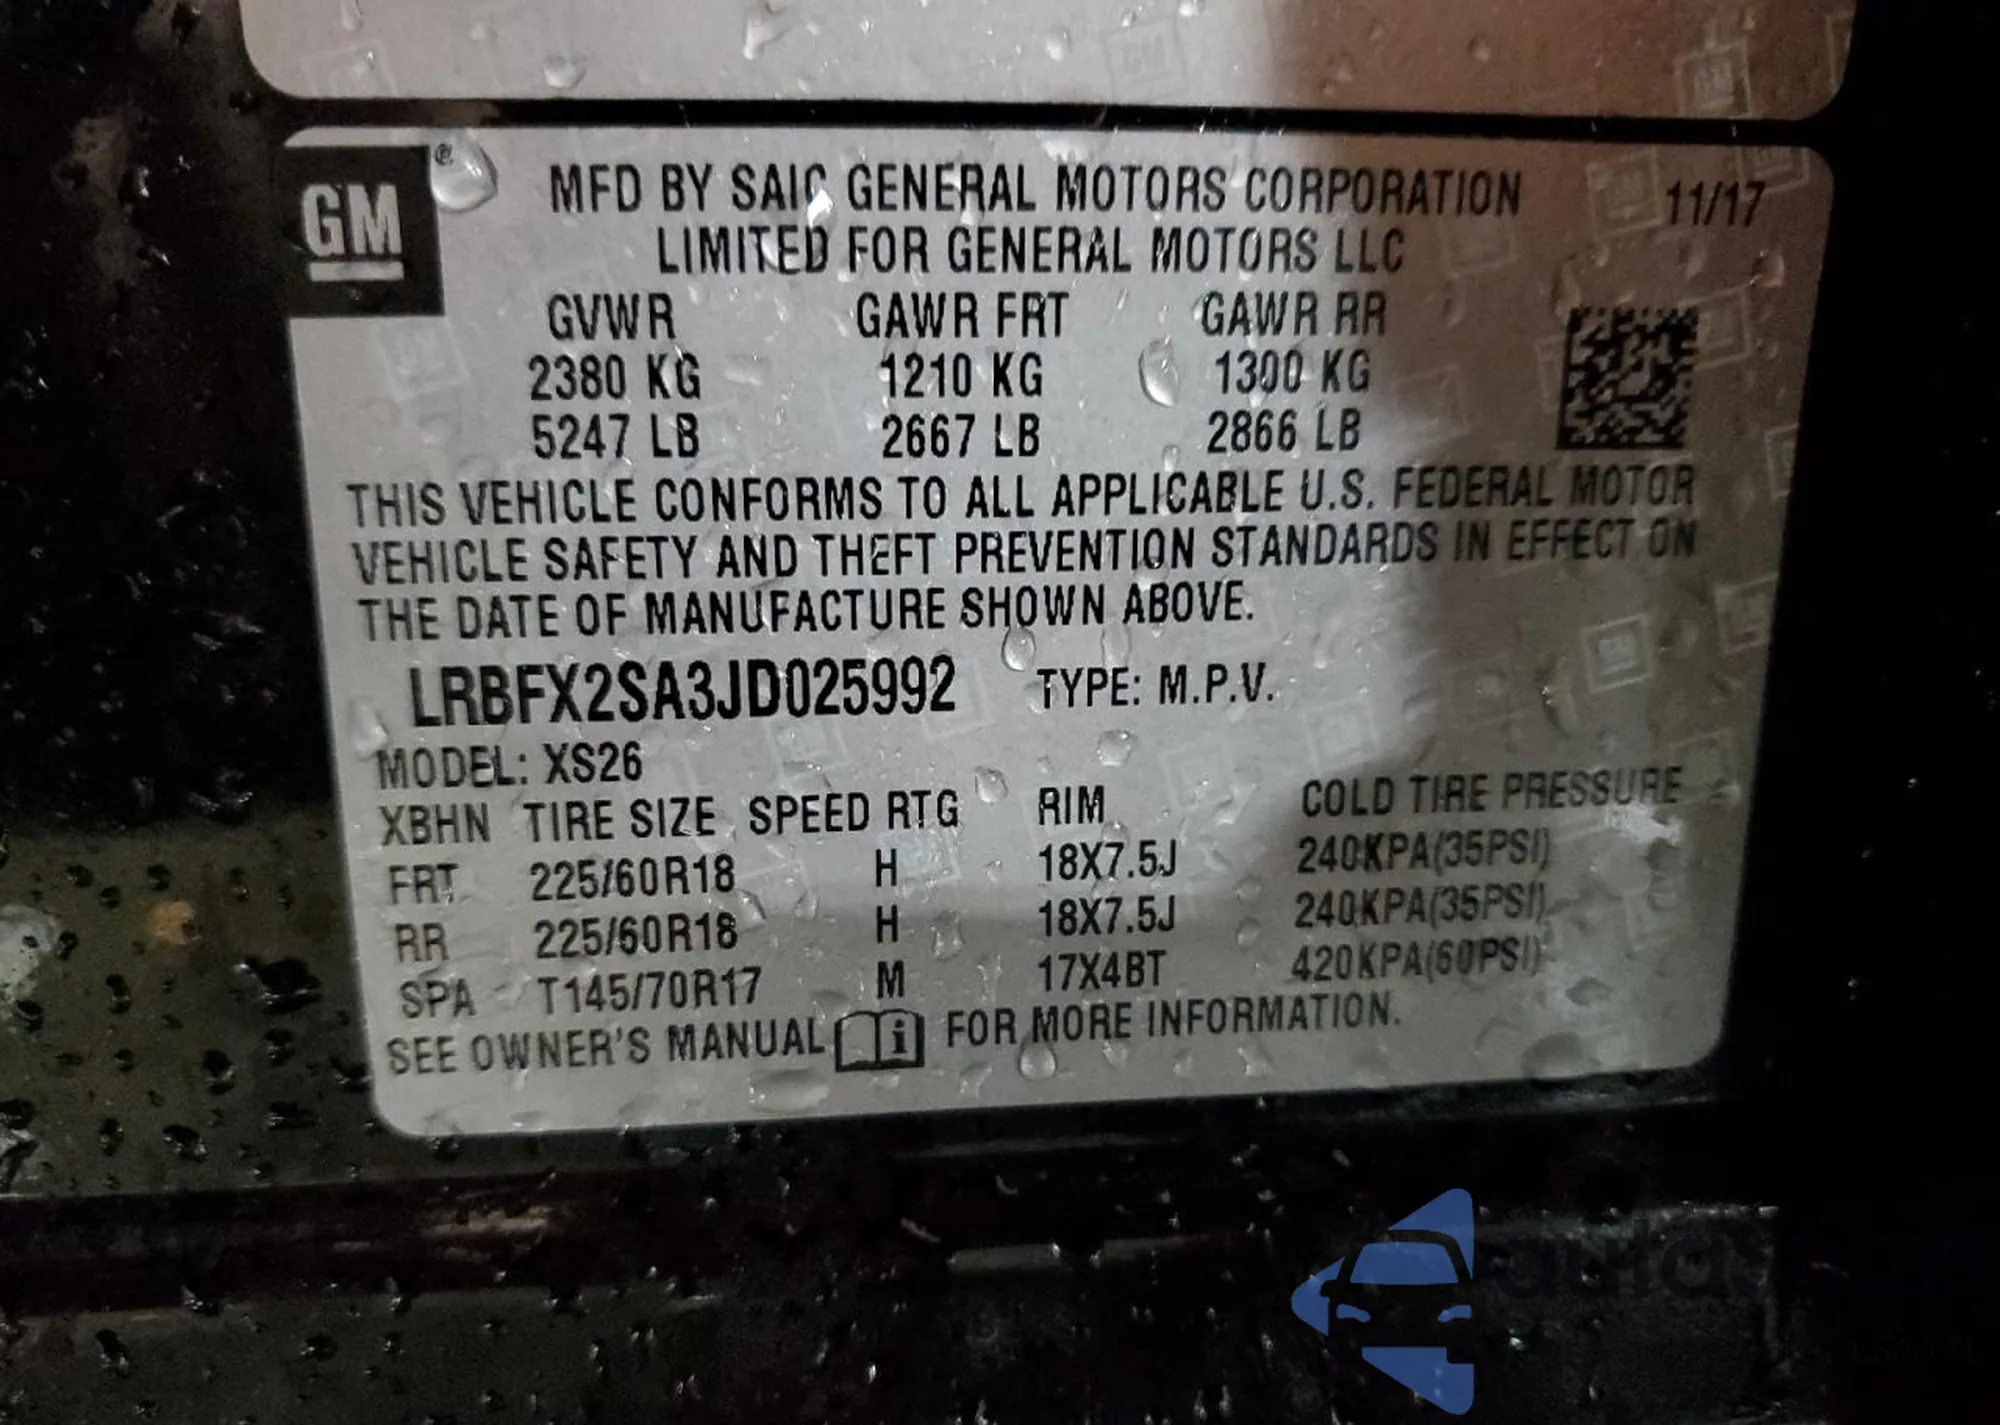 GM ®
MFD BY SAIC GENERAL MOTORS CORPORATION 11/17
LIMITED FOR GENERAL MOTORS LLC
GVWR GAWR FRT GAWR RR
2380 KG 1210 KG 1300 KG
5247 LB 2667 LB 2866 LB
THIS VEHICLE CONFORMS TO ALL APPLICABLE U.S. FEDERAL MOTOR
VEHICLE SAFETY AND THEFT PREVENTION STANDARDS IN EFFECT ON
THE DATE OF MANUFACTURE SHOWN ABOVE.
LRBFX2SA3JD025992 TYPE: M.P.V.
MODEL: XS26
XBHN TIRE SIZE SPEED RTG RIM COLD TIRE PRESSURE
FRT 225/60R18 H 18X7.5J 240KPA(35PSI)
RR 225/60R18 H 18X7.5J 240KPA(35PSI)
SPA T145/70R17 M 17X4BT 420KPA(60PSI)
SEE OWNER'S MANUAL i FOR MORE INFORMATION.